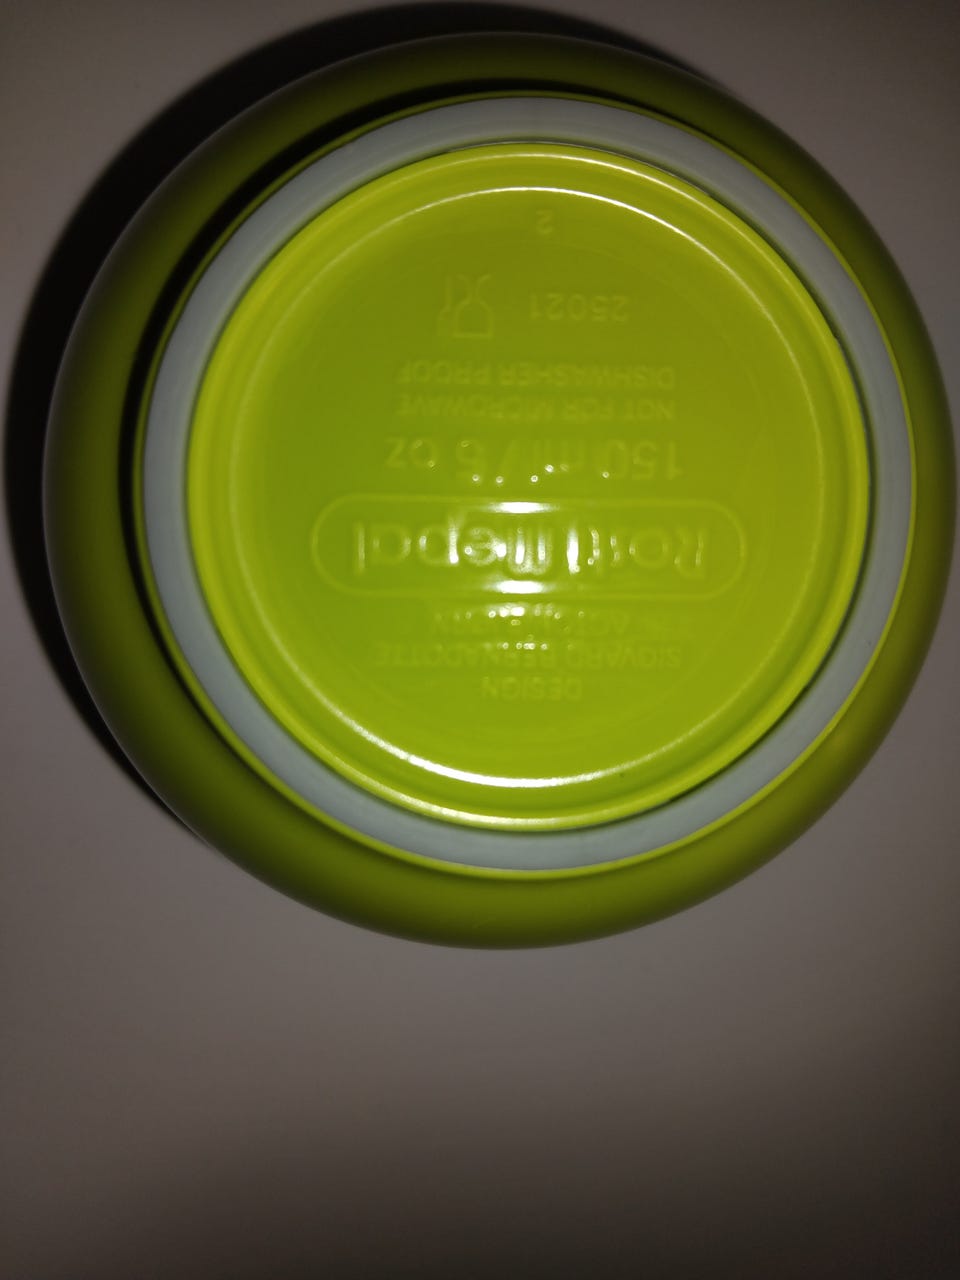 DESIGN
SIGVARD BERNADOTTE
Rosti Mepal
150 ml / 5 oz
NOT FOR MICROWAVE
DISHWASHER PROOF
25021
2